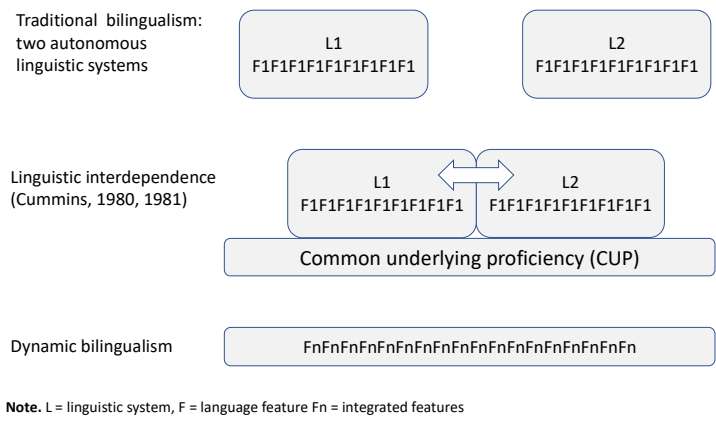 Traditional bilingualism:
two autonomous
linguistic systems
L1
F1F1F1F1F1F1F1F1F1
L2
F1F1F1F1F1F1F1F1F1
Linguistic interdependence
(Cummins, 1980, 1981)
L1
F1F1F1F1F1F1F1F1F1
L2
F1F1F1F1F1F1F1F1F1
Common underlying proficiency (CUP)
Dynamic bilingualism
FnFnFnFnFnFnFnFnFnFnFnFnFnFnFnFnFnFn
Note. L = linguistic system, F = language feature Fn = integrated features